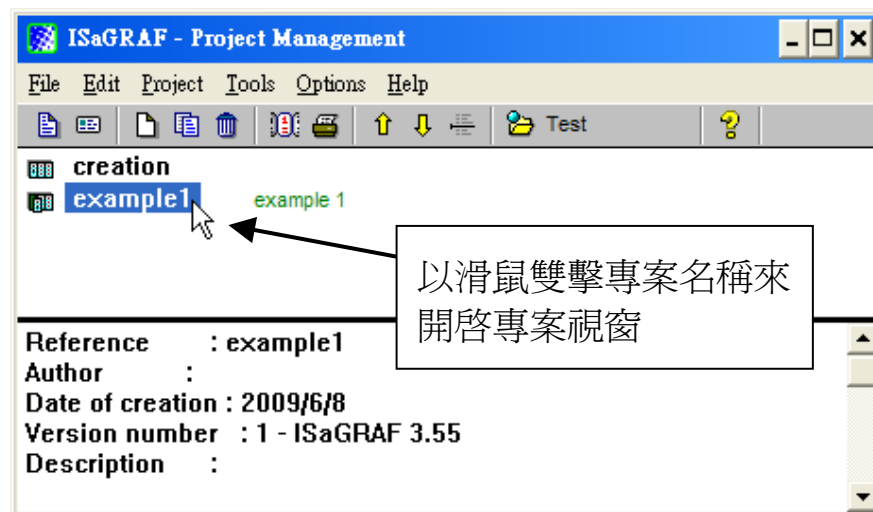 ISaGRAF - Project Management
File Edit Project Tools Options Help
Test
creation
example1 example 1
以滑鼠雙擊專案名稱來
開啟專案視窗
Reference : example1
Author :
Date of creation : 2009/6/8
Version number : 1 - ISaGRAF 3.55
Description :